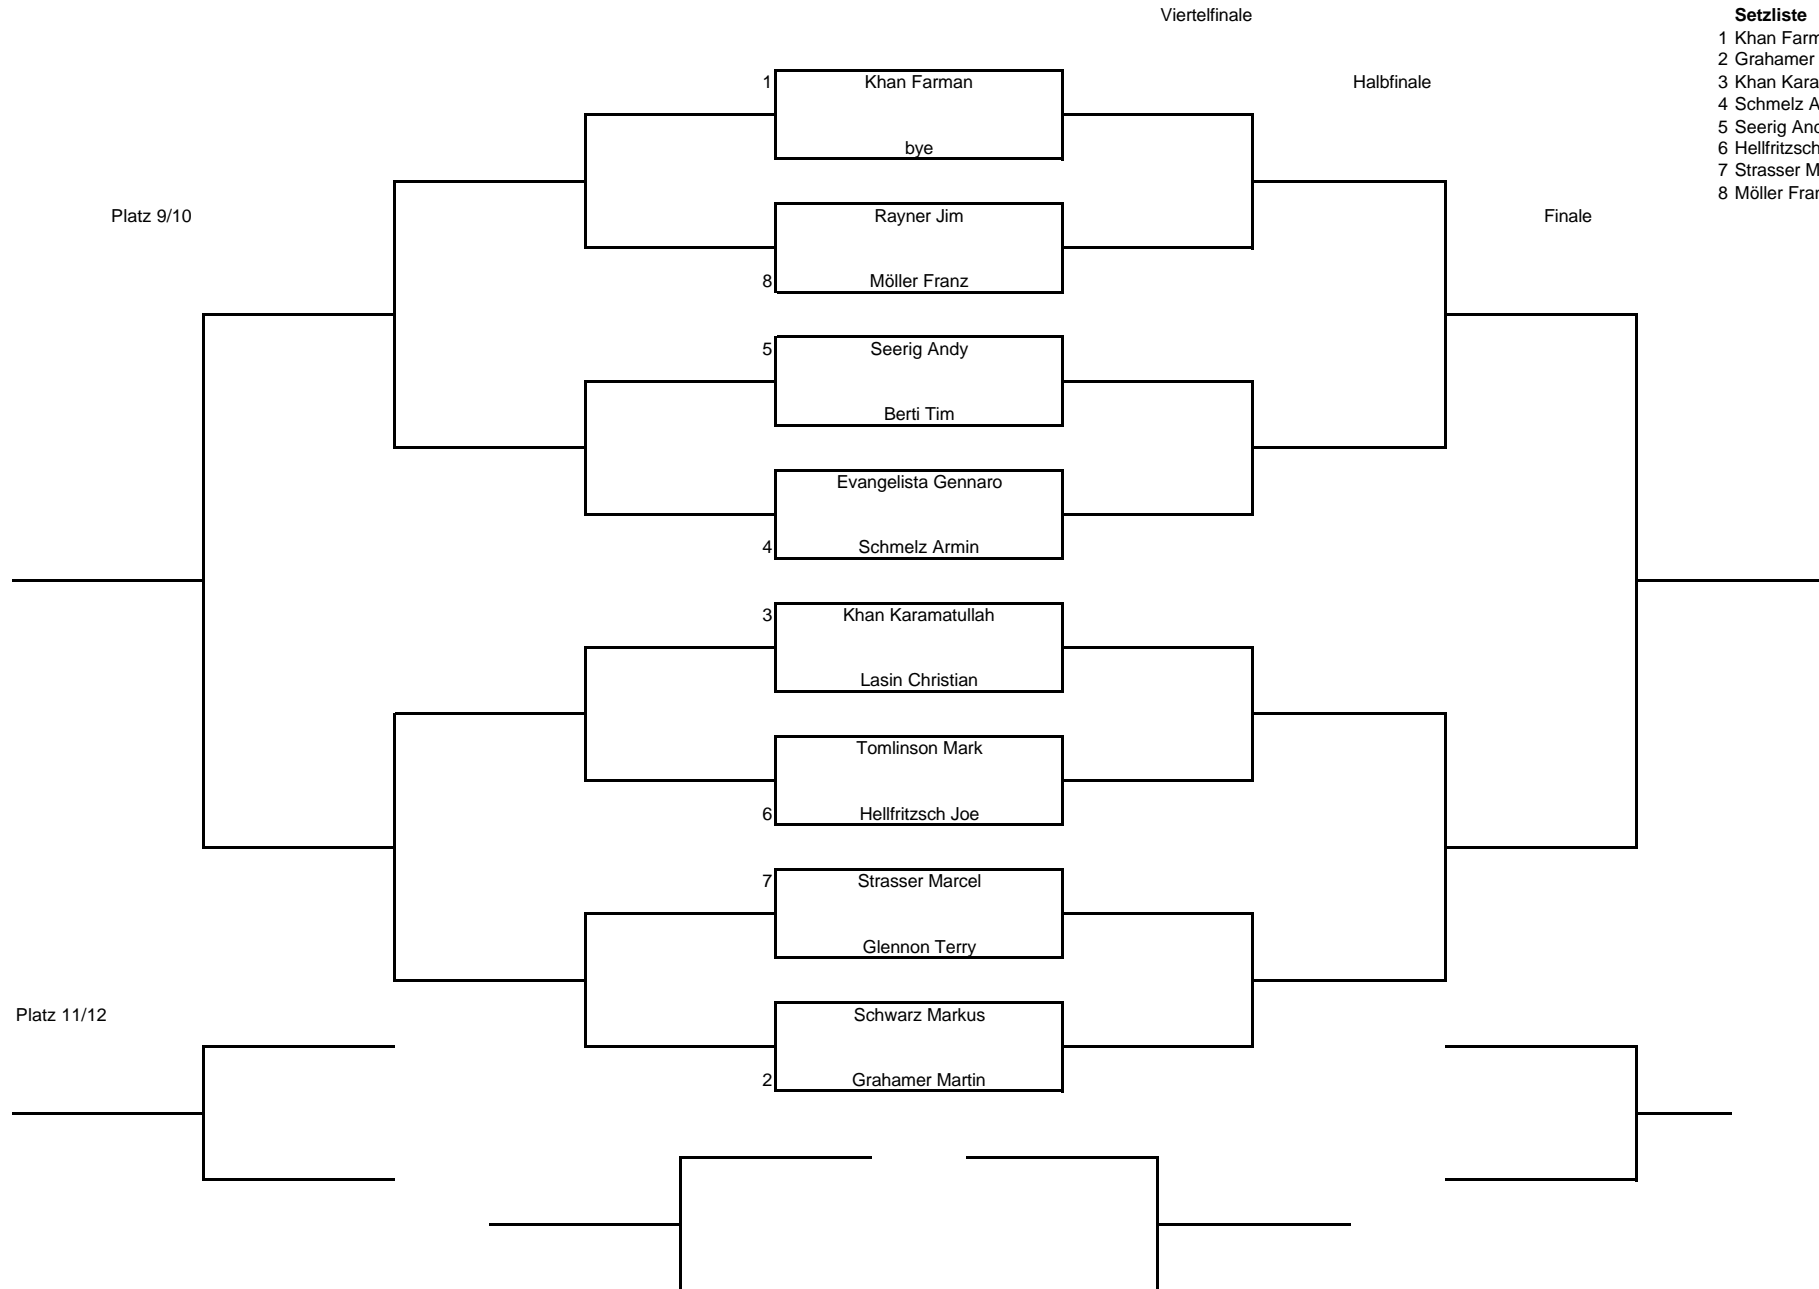 Viertelfinale
Setzliste
1 Khan Farm
2 Grahamer
3 Khan Kara
4 Schmelz A
5 Seerig And
6 Hellfritzsch
7 Strasser M
8 Möller Fran
1 Khan Farman
Halbfinale
bye
Platz 9/10
Rayner Jim
Finale
8 Möller Franz
5 Seerig Andy
Berti Tim
Evangelista Gennaro
4 Schmelz Armin
3 Khan Karamatullah
Lasin Christian
Tomlinson Mark
6 Hellfritzsch Joe
7 Strasser Marcel
Glennon Terry
Platz 11/12
Schwarz Markus
2 Grahamer Martin